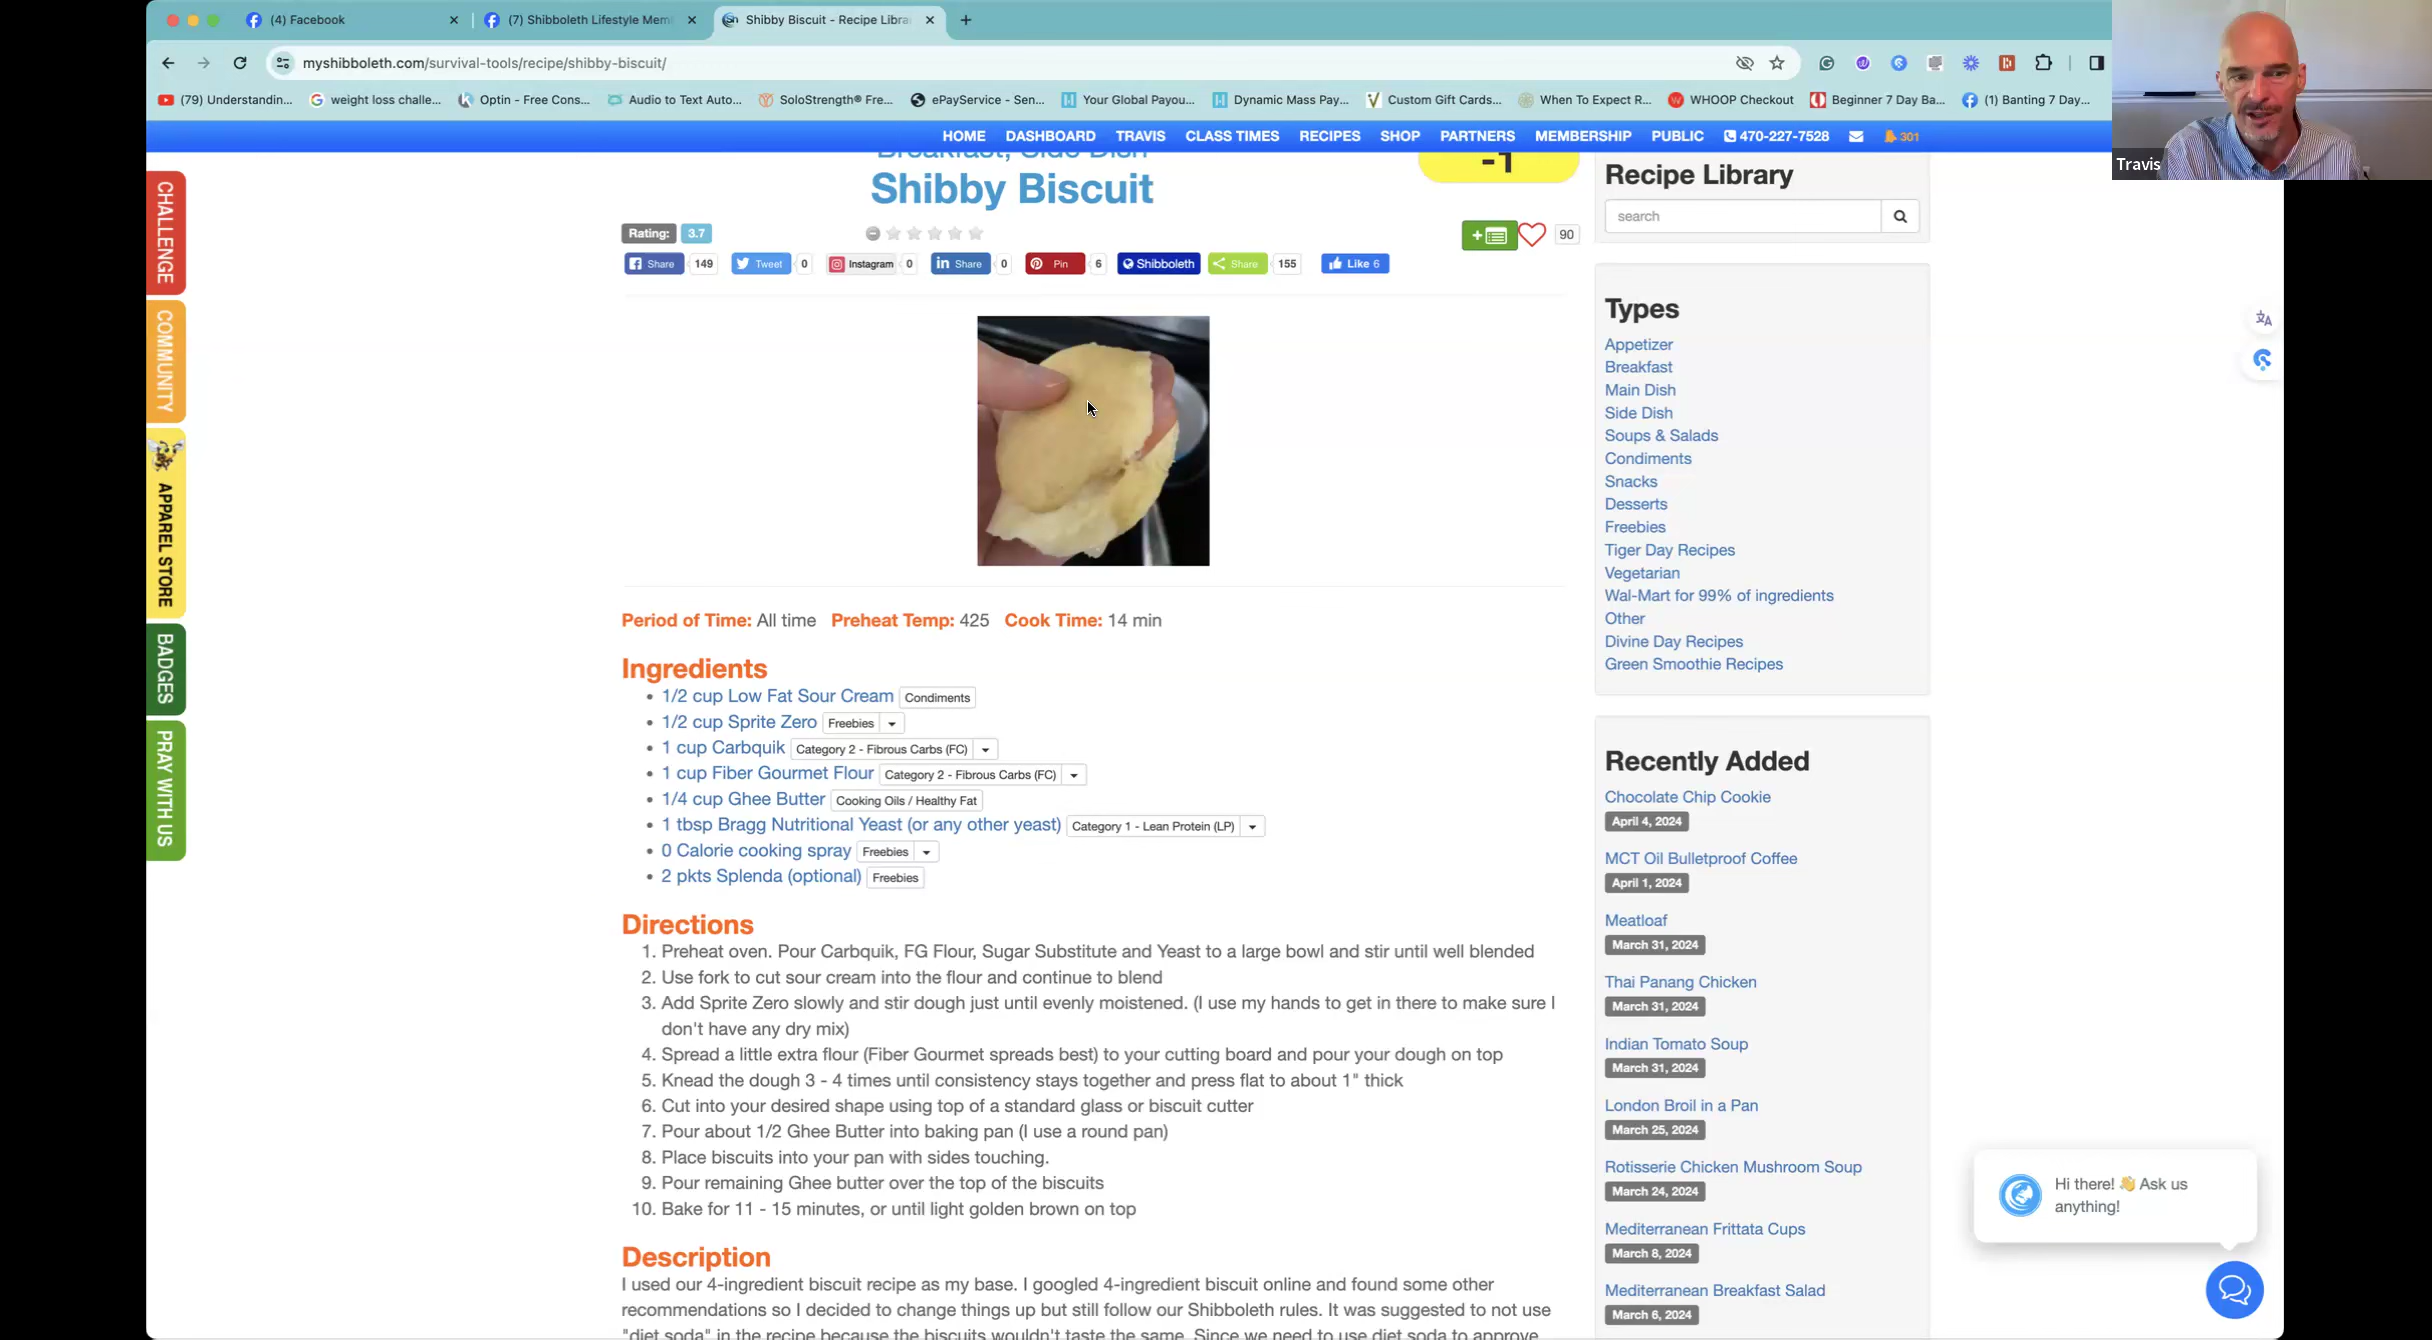 (4) Facebook
(7) Shibboleth Lifestyle Mem
Shibby Biscuit - Recipe Libra
myshibboleth.com/survival-tools/recipe/shibby-biscuit/
(79) Understandin...
weight loss challe...
Optin - Free Cons...
Audio to Text Auto...
SoloStrength® Fre...
ePayService - Sen...
Your Global Payou...
Dynamic Mass Pay...
Custom Gift Cards...
When To Expect R...
WHOOP Checkout
Beginner 7 Day Ba...
(1) Banting 7 Day...
HOME DASHBOARD TRAVIS CLASS TIMES RECIPES SHOP PARTNERS MEMBERSHIP PUBLIC 470-227-7528 301
Travis
CHALLENGE
COMMUNITY
APPAREL STORE
BADGES
PRAY WITH US
Breakfast, Side Dish
-1
Shibby Biscuit
Rating: 3.7
90
Share 149 Tweet 0 Instagram 0 Share 0 Pin 6 Shibboleth Share 155 Like 6
Period of Time: All time Preheat Temp: 425 Cook Time: 14 min
Ingredients
• 1/2 cup Low Fat Sour Cream Condiments
• 1/2 cup Sprite Zero Freebies
• 1 cup Carbquik Category 2 - Fibrous Carbs (FC)
• 1 cup Fiber Gourmet Flour Category 2 - Fibrous Carbs (FC)
• 1/4 cup Ghee Butter Cooking Oils / Healthy Fat
• 1 tbsp Bragg Nutritional Yeast (or any other yeast) Category 1 - Lean Protein (LP)
• 0 Calorie cooking spray Freebies
• 2 pkts Splenda (optional) Freebies
Directions
1. Preheat oven. Pour Carbquik, FG Flour, Sugar Substitute and Yeast to a large bowl and stir until well blended
2. Use fork to cut sour cream into the flour and continue to blend
3. Add Sprite Zero slowly and stir dough just until evenly moistened. (I use my hands to get in there to make sure I
don't have any dry mix)
4. Spread a little extra flour (Fiber Gourmet spreads best) to your cutting board and pour your dough on top
5. Knead the dough 3 - 4 times until consistency stays together and press flat to about 1" thick
6. Cut into your desired shape using top of a standard glass or biscuit cutter
7. Pour about 1/2 Ghee Butter into baking pan (I use a round pan)
8. Place biscuits into your pan with sides touching.
9. Pour remaining Ghee butter over the top of the biscuits
10. Bake for 11 - 15 minutes, or until light golden brown on top
Description
I used our 4-ingredient biscuit recipe as my base. I googled 4-ingredient biscuit online and found some other
recommendations so I decided to change things up but still follow our Shibboleth rules. It was suggested to not use
"diet soda" in the recipe because the biscuits wouldn't taste the same. Since we need to use diet soda to approve
Recipe Library
search
Types
Appetizer
Breakfast
Main Dish
Side Dish
Soups & Salads
Condiments
Snacks
Desserts
Freebies
Tiger Day Recipes
Vegetarian
Wal-Mart for 99% of ingredients
Other
Divine Day Recipes
Green Smoothie Recipes
Recently Added
Chocolate Chip Cookie
April 4, 2024
MCT Oil Bulletproof Coffee
April 1, 2024
Meatloaf
March 31, 2024
Thai Panang Chicken
March 31, 2024
Indian Tomato Soup
March 31, 2024
London Broil in a Pan
March 25, 2024
Rotisserie Chicken Mushroom Soup
March 24, 2024
Mediterranean Frittata Cups
March 8, 2024
Mediterranean Breakfast Salad
March 6, 2024
Hi there! 👋 Ask us
anything!